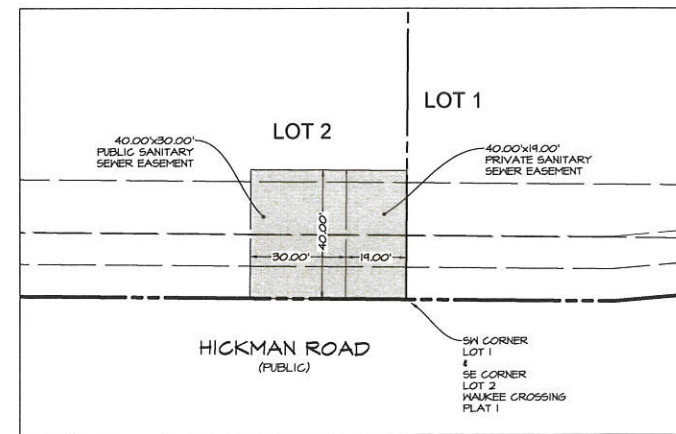 LOT 1
LOT 2
40.00'x30.00'
PUBLIC SANITARY
SEWER EASEMENT
40.00'x19.00'
PRIVATE SANITARY
SEWER EASEMENT
40.00'
30.00'
19.00'
HICKMAN ROAD
(PUBLIC)
SW CORNER
LOT 1
&
SE CORNER
LOT 2
WAUKEE CROSSING
PLAT 1